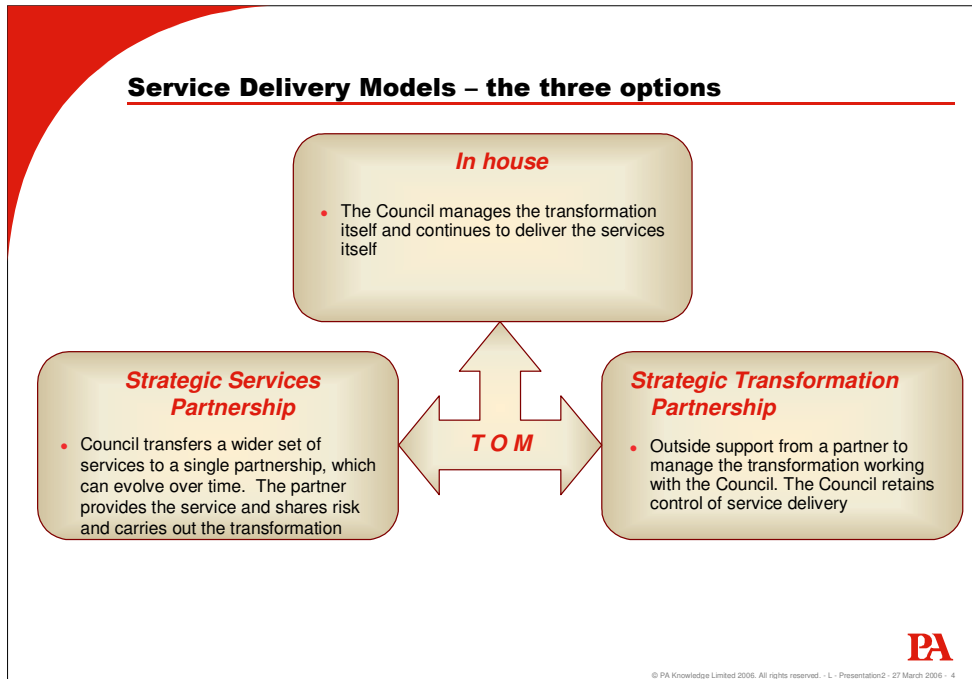 Service Delivery Models – the three options
In house
• The Council manages the transformation
itself and continues to deliver the services
itself
Strategic Services
Partnership
• Council transfers a wider set of
services to a single partnership, which
can evolve over time.  The partner
provides the service and shares risk
and carries out the transformation
T O M
Strategic Transformation
Partnership
• Outside support from a partner to
manage the transformation working
with the Council. The Council retains
control of service delivery
PA
© PA Knowledge Limited 2006. All rights reserved. - L - Presentation2 - 27 March 2006 - 4